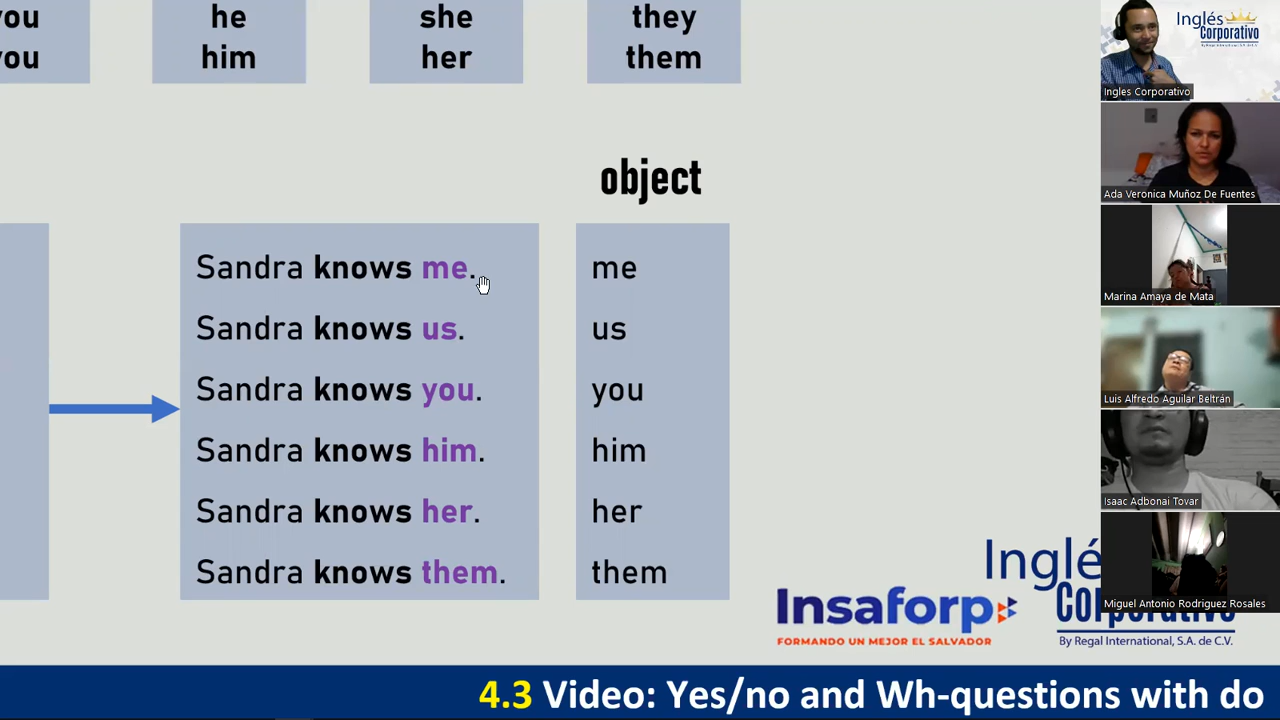 you he she they
you him her them
object
Sandra knows me. me
Sandra knows us. us
Sandra knows you. you
Sandra knows him. him
Sandra knows her. her
Sandra knows them. them
Insaforp
FORMANDO UN MEJOR EL SALVADOR
Inglés
Corporativo
By Regal International, S.A. de C.V.
4.3 Video: Yes/no and Wh-questions with do
Inglés
Corporativo
Ingles Corporativo
Ada Veronica Muñoz De Fuentes
Marina Amaya de Mata
Luis Alfredo Aguilar Beltrán
Isaac Adbonai Tovar
Miguel Antonio Rodriguez Rosales